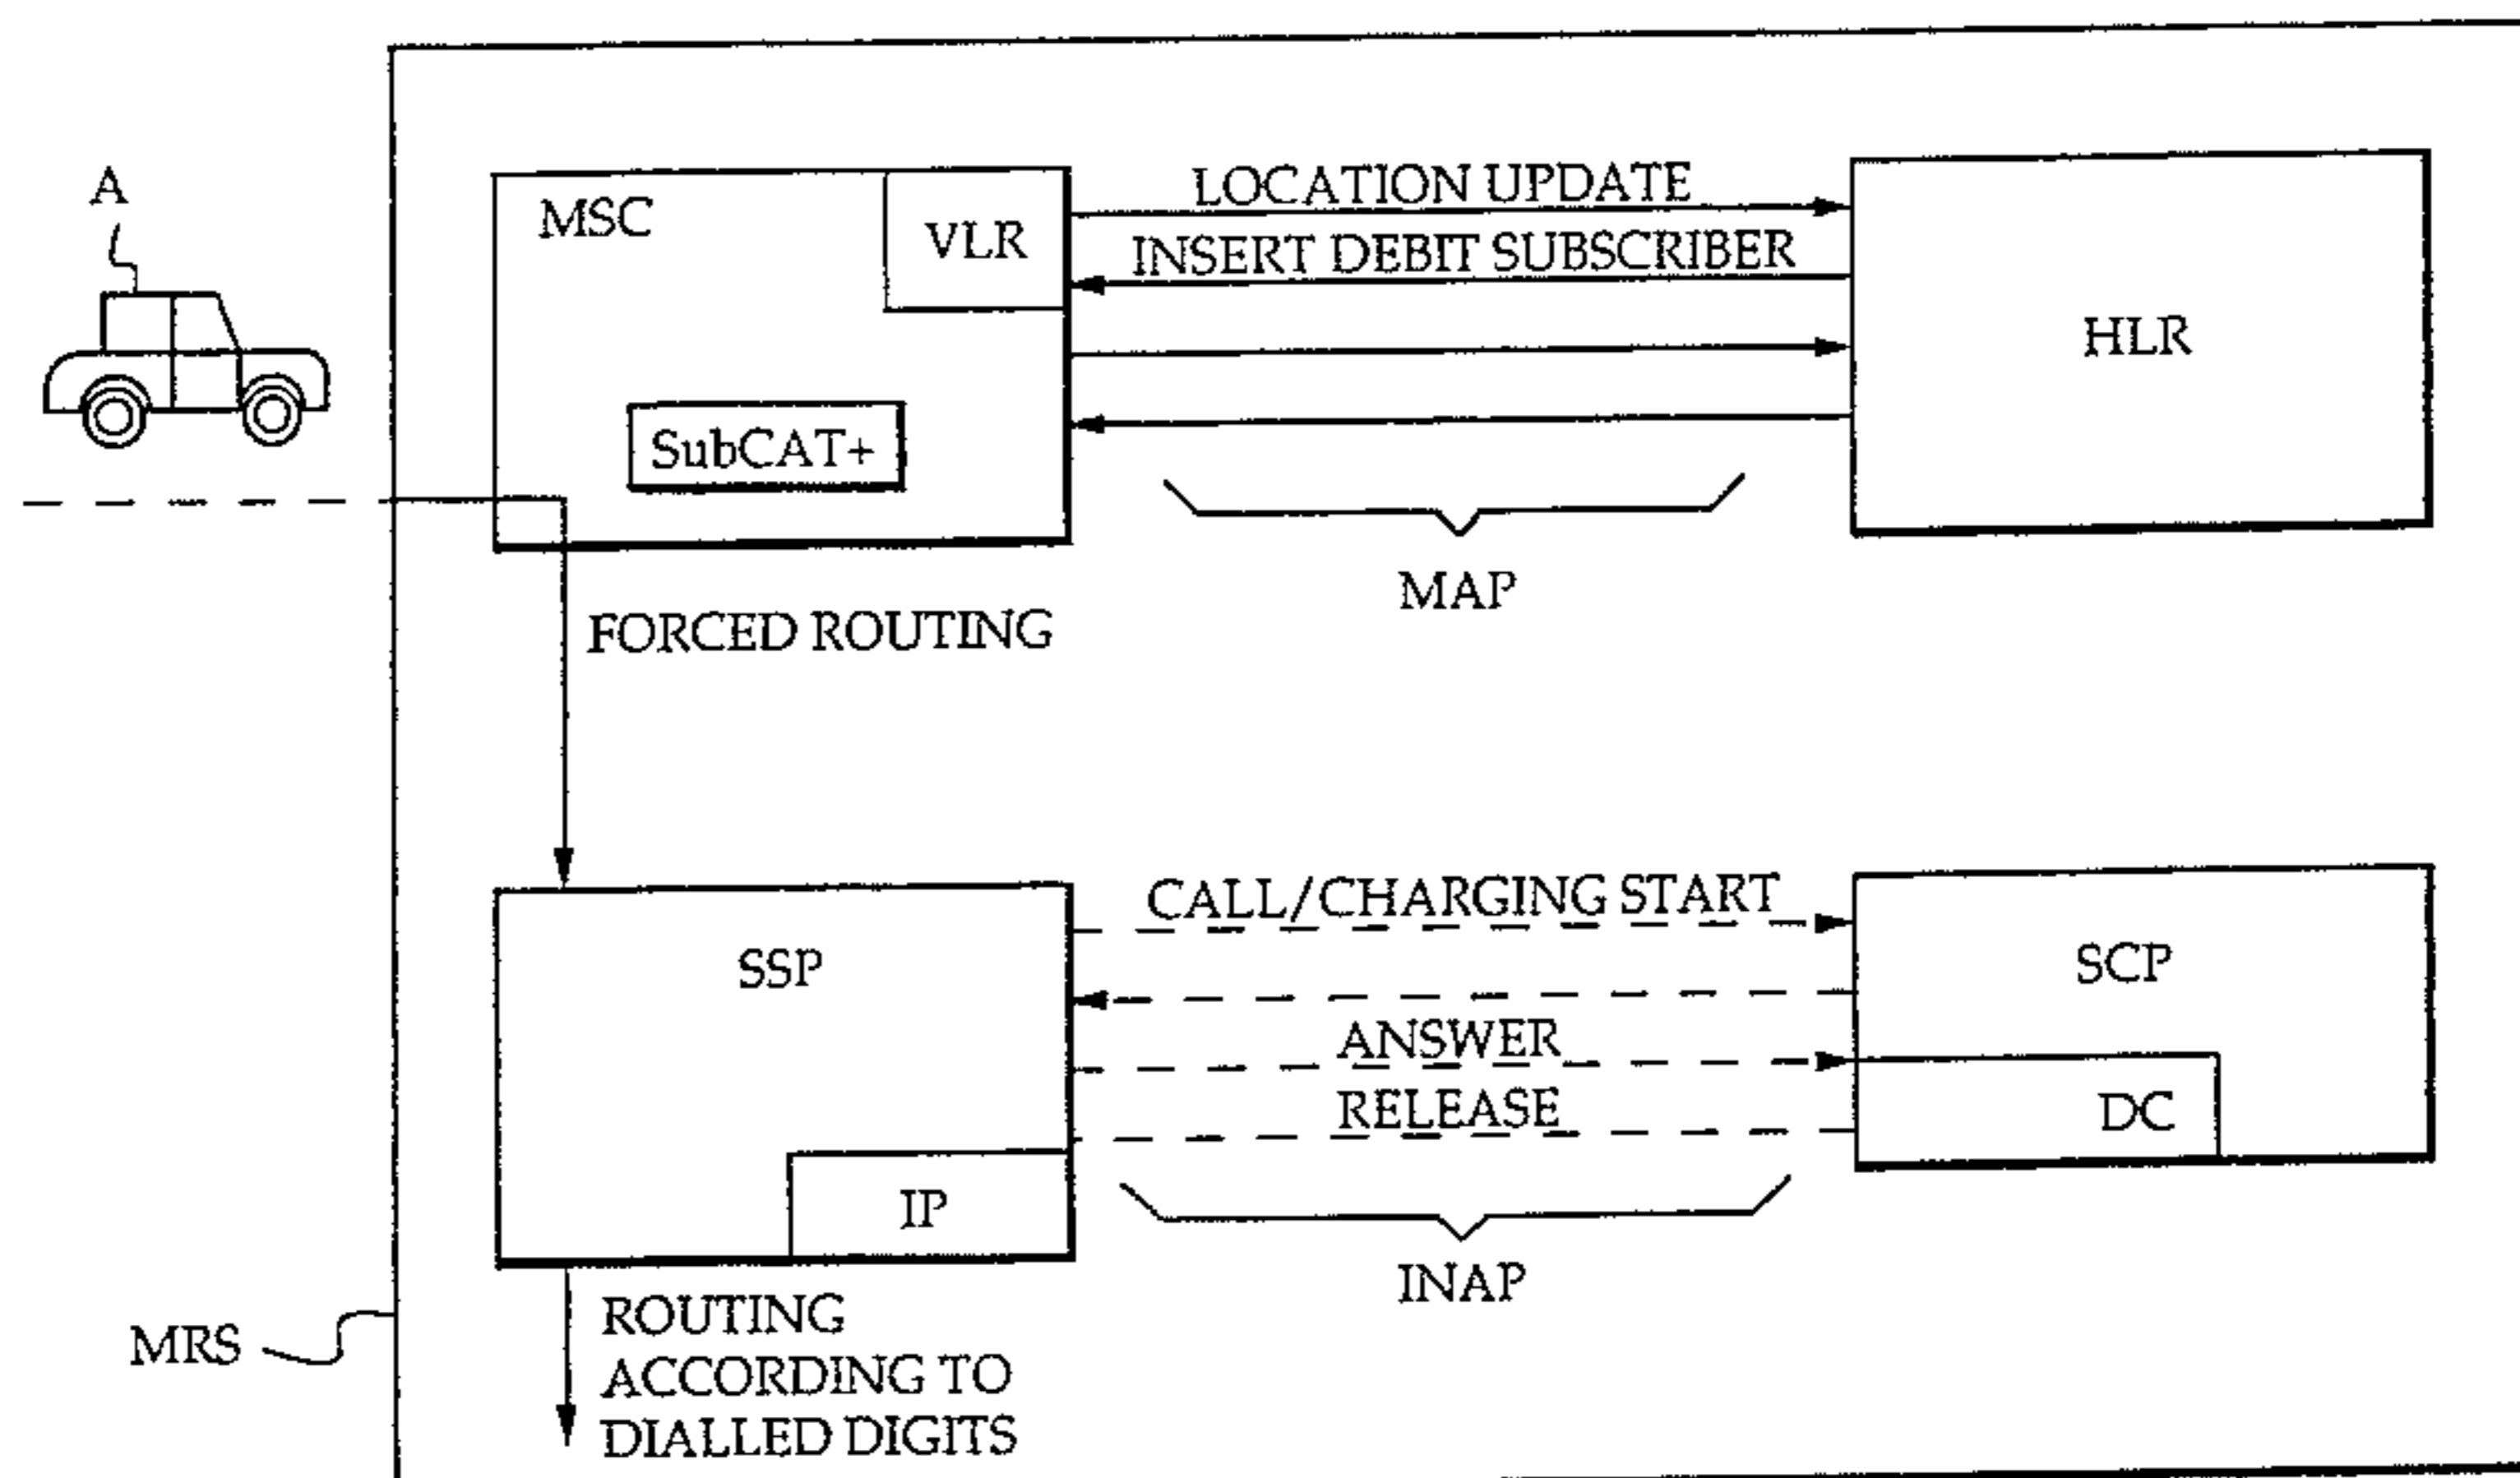 A
MSC
VLR
LOCATION UPDATE
INSERT DEBIT SUBSCRIBER
HLR
SubCAT+
MAP
FORCED ROUTING
CALL/CHARGING START
SSP
SCP
ANSWER
RELEASE
DC
IP
INAP
MRS
ROUTING
ACCORDING TO
DIALLED DIGITS